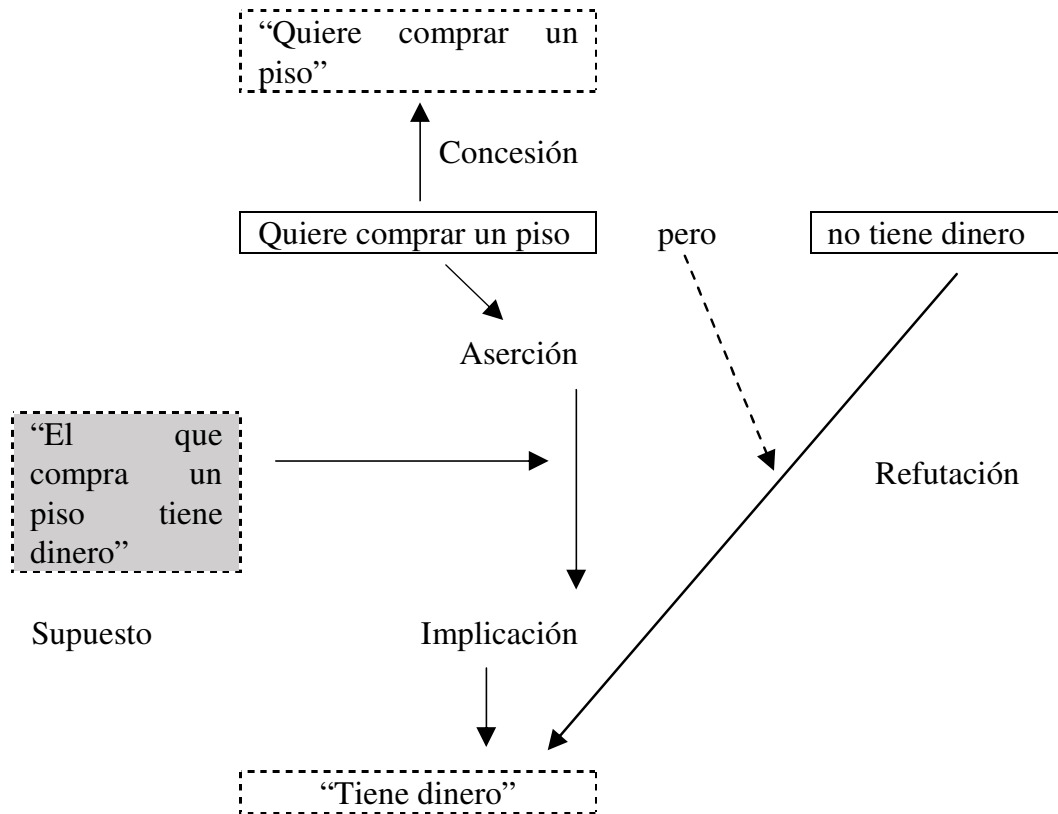 “Quiere comprar un
piso”
Concesión
Quiere comprar un piso
pero
no tiene dinero
Aserción
“El que
compra un
piso tiene
dinero”
Refutación
Supuesto
Implicación
“Tiene dinero”